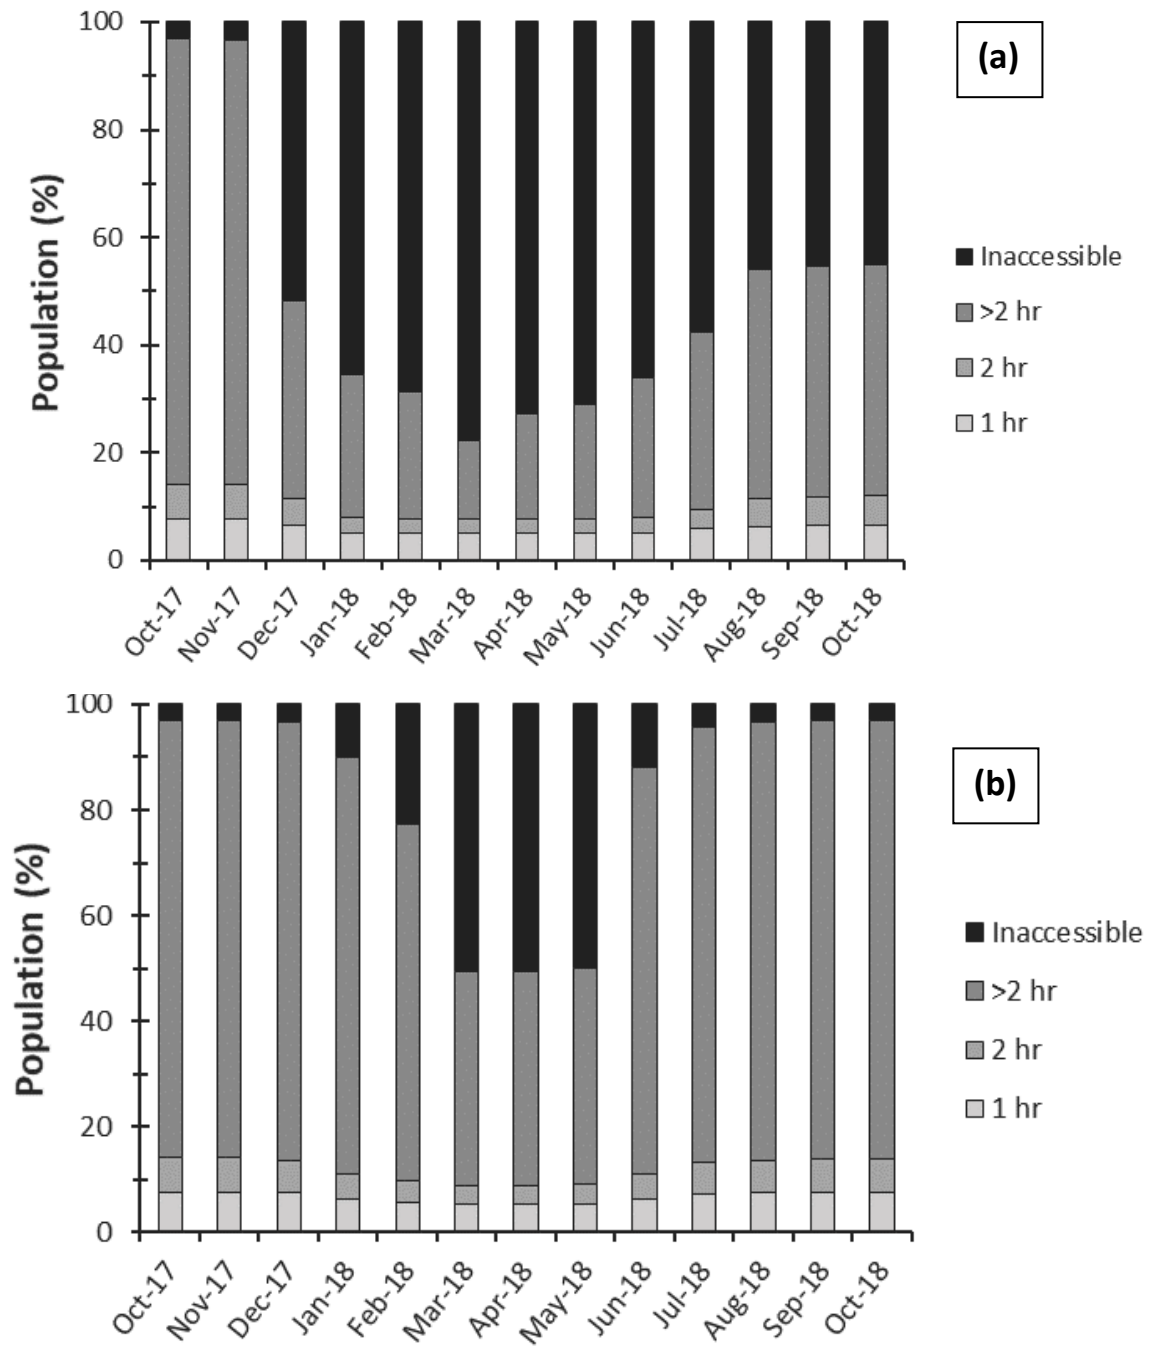 (a)
Population (%)
100
80
60
40
20
0
Inaccessible
>2 hr
2 hr
1 hr
Oct-17
Nov-17
Dec-17
Jan-18
Feb-18
Mar-18
Apr-18
May-18
Jun-18
Jul-18
Aug-18
Sep-18
Oct-18
(b)
Population (%)
100
80
60
40
20
0
Inaccessible
>2 hr
2 hr
1 hr
Oct-17
Nov-17
Dec-17
Jan-18
Feb-18
Mar-18
Apr-18
May-18
Jun-18
Jul-18
Aug-18
Sep-18
Oct-18